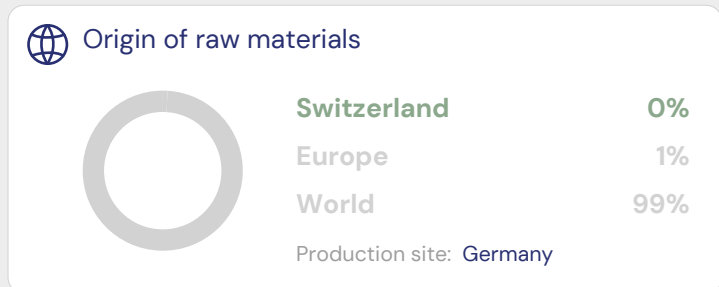 Origin of raw materials
Switzerland 0%
Europe 1%
World 99%
Production site: Germany